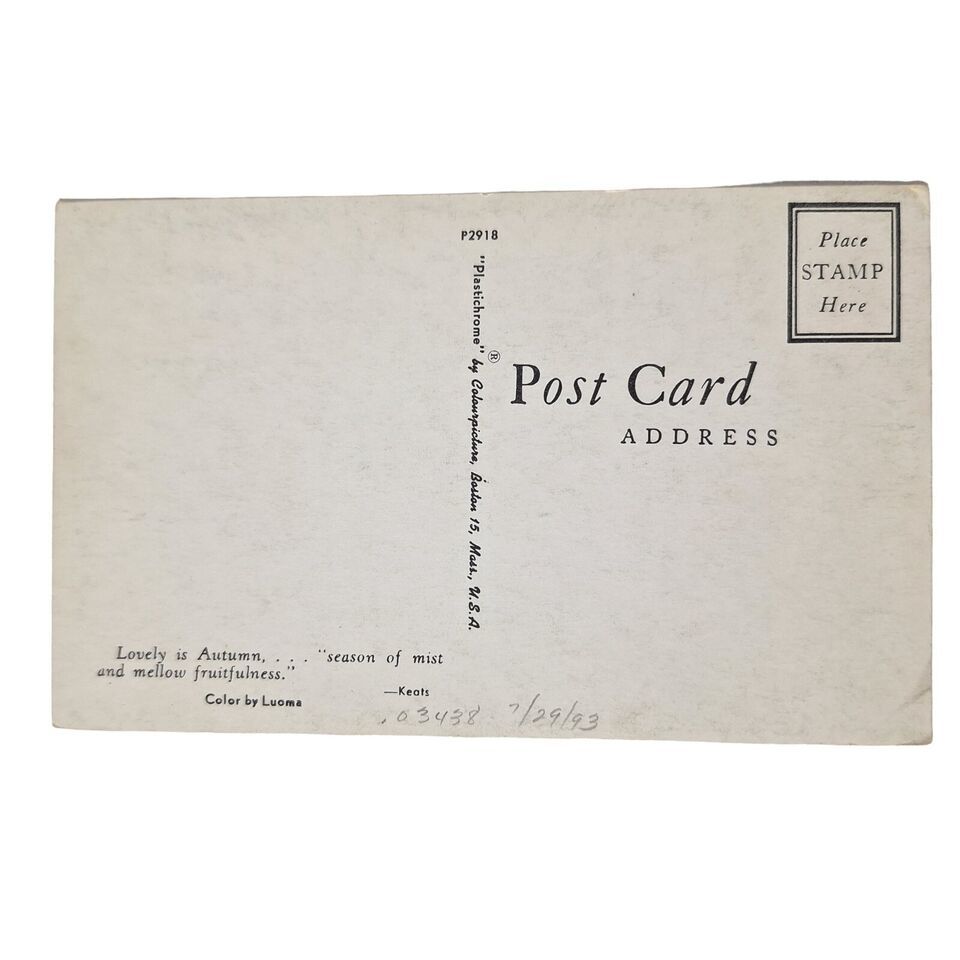 P2918
"Plastichrome"® by Colourpicture, Boston 15, Mass., U.S.A.
Place
STAMP
Here
Post Card
ADDRESS
Lovely is Autumn, . . . "season of mist
and mellow fruitfulness."
—Keats
Color by Luoma
.03438 7/29/93